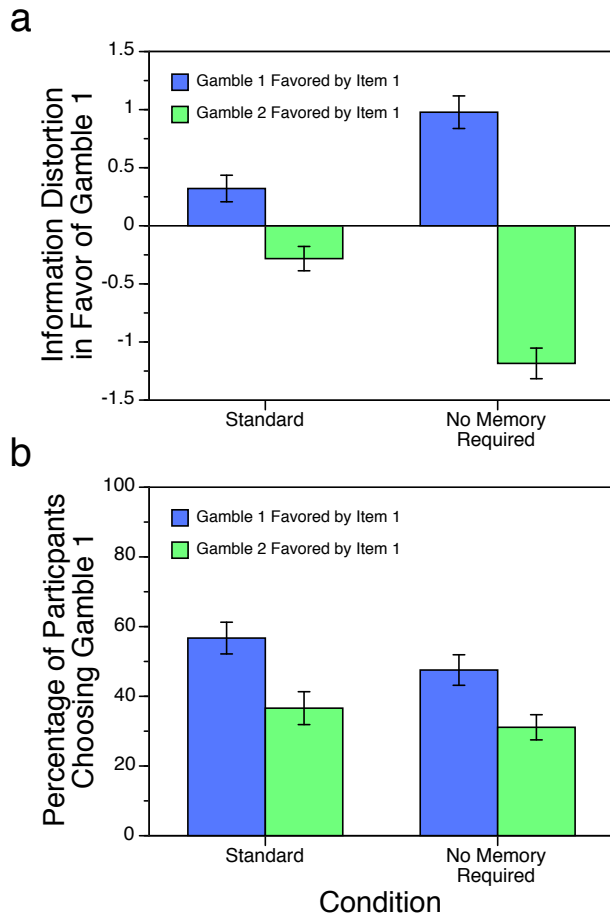 a
Information Distortion
in Favor of Gamble 1
1.5
1
0.5
0
-0.5
-1
-1.5
Gamble 1 Favored by Item 1
Gamble 2 Favored by Item 1
Standard
No Memory
Required
b
Percentage of Particpants
Choosing Gamble 1
100
80
60
40
20
0
Gamble 1 Favored by Item 1
Gamble 2 Favored by Item 1
Standard
No Memory
Required
Condition